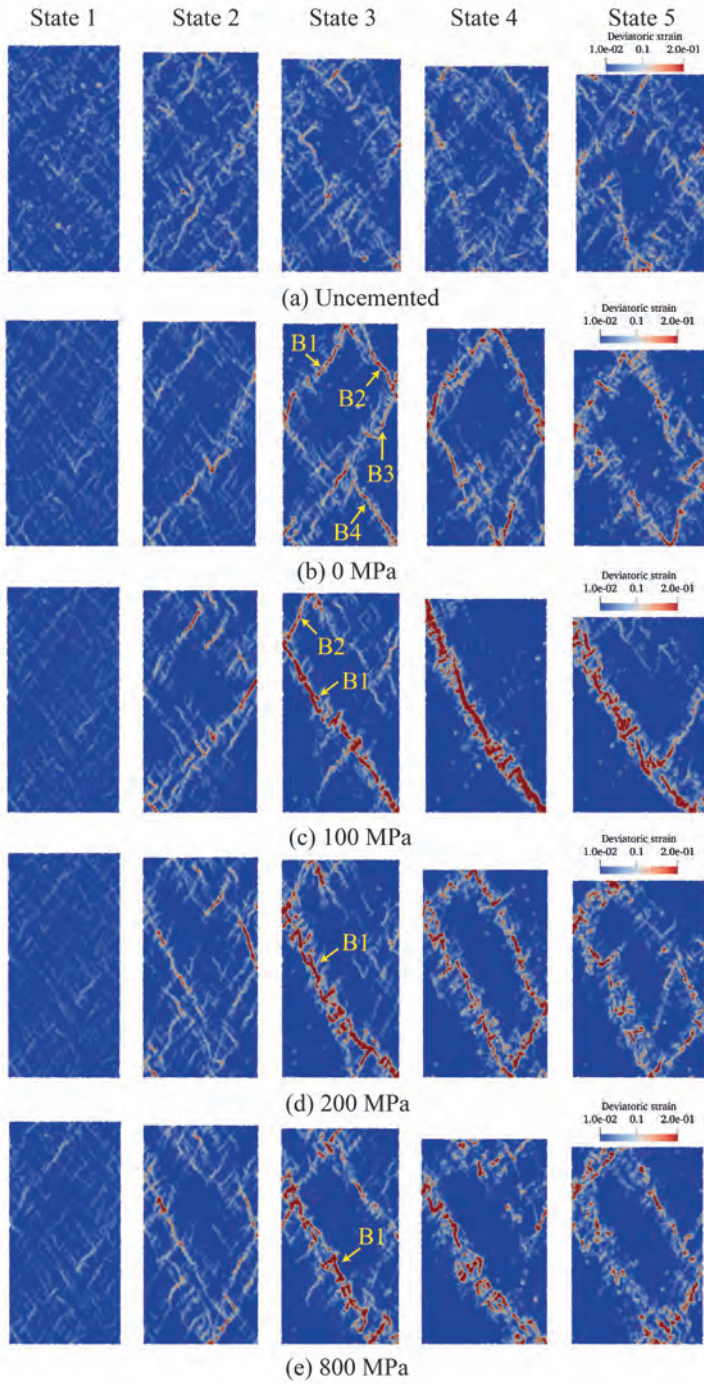 State 1 State 2 State 3 State 4 State 5
Deviatoric strain
1.0e-02 0.1 2.0e-01
(a) Uncemented
Deviatoric strain
1.0e-02 0.1 2.0e-01
B1
B2
B3
B4
(b) 0 MPa
Deviatoric strain
1.0e-02 0.1 2.0e-01
B2
B1
(c) 100 MPa
Deviatoric strain
1.0e-02 0.1 2.0e-01
B1
(d) 200 MPa
Deviatoric strain
1.0e-02 0.1 2.0e-01
B1
(e) 800 MPa